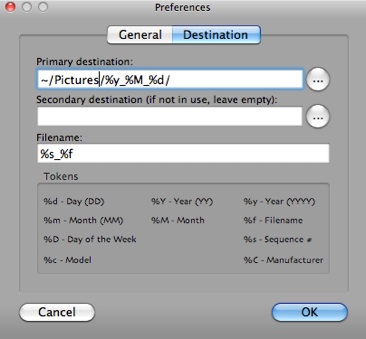 Preferences
General Destination
Primary destination:
~/Pictures/%y_%M_%d/
...
Secondary destination (if not in use, leave empty):
...
Filename:
%s_%f
Tokens
%d - Day (DD) %Y - Year (YY) %y - Year (YYYY)
%m - Month (MM) %M - Month %f - Filename
%D - Day of the Week %s - Sequence #
%c - Model %C - Manufacturer
Cancel OK